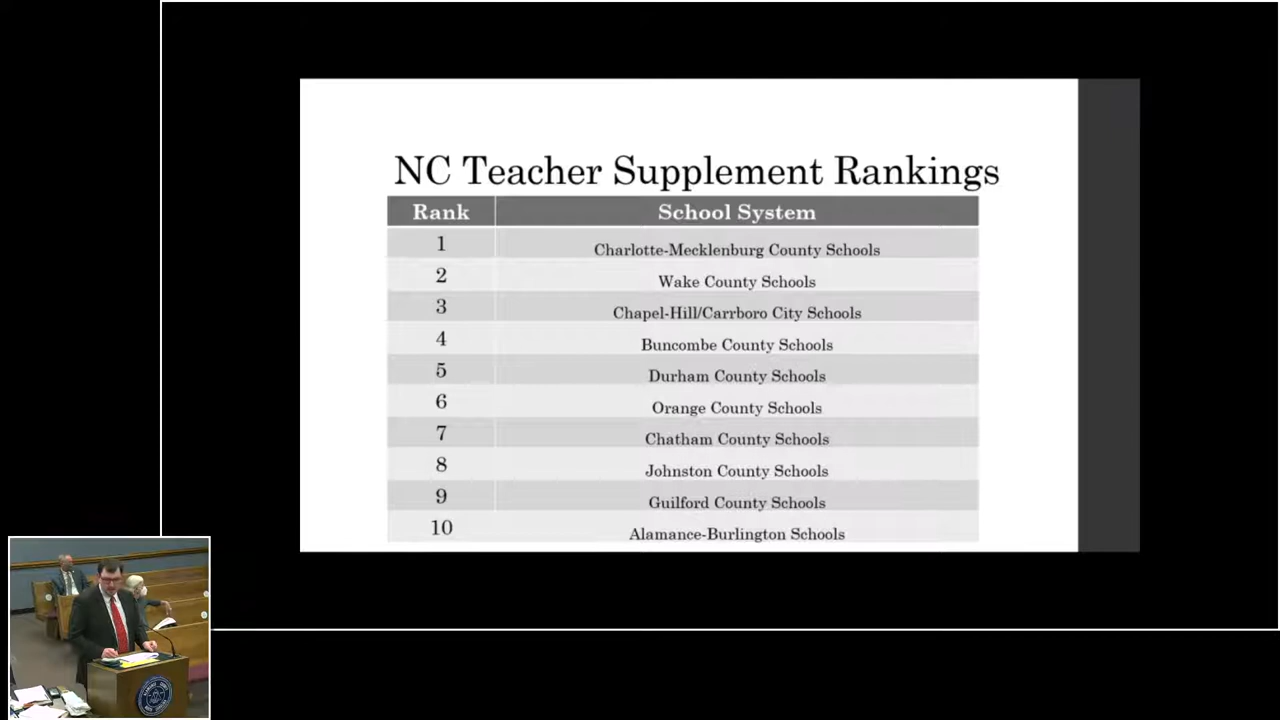 NC Teacher Supplement Rankings
Rank School System
1 Charlotte-Mecklenburg County Schools
2 Wake County Schools
3 Chapel-Hill/Carrboro City Schools
4 Buncombe County Schools
5 Durham County Schools
6 Orange County Schools
7 Chatham County Schools
8 Johnston County Schools
9 Guilford County Schools
10 Alamance-Burlington Schools